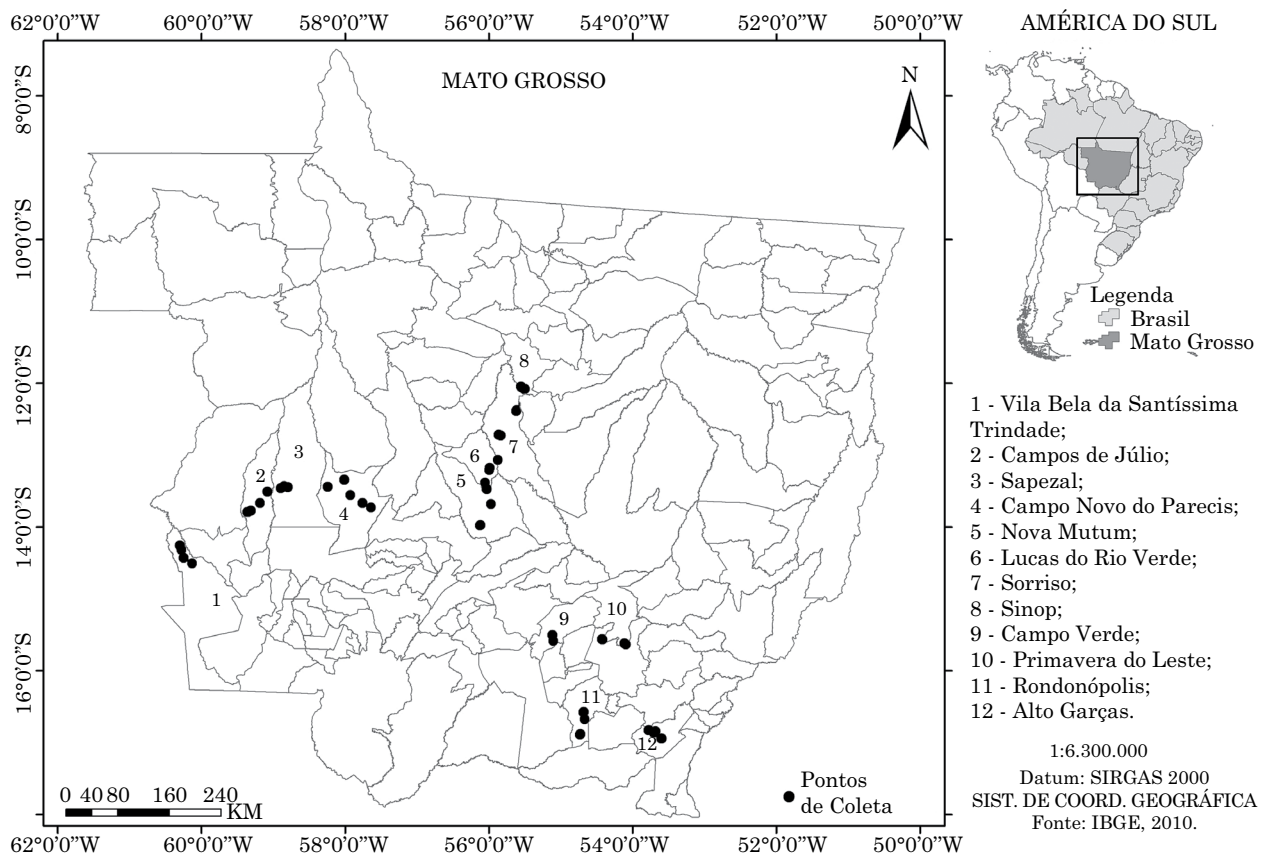 62°0'0"W 60°0'0"W 58°0'0"W 56°0'0"W 54°0'0"W 52°0'0"W 50°0'0"W
AMÉRICA DO SUL
MATO GROSSO
N
8°0'0"S
10°0'0"S
12°0'0"S
14°0'0"S
16°0'0"S
8
3
7
2
6
5
4
1
10
9
11
12
Legenda
Brasil
Mato Grosso
1 - Vila Bela da Santíssima
Trindade;
2 - Campos de Júlio;
3 - Sapezal;
4 - Campo Novo do Parecis;
5 - Nova Mutum;
6 - Lucas do Rio Verde;
7 - Sorriso;
8 - Sinop;
9 - Campo Verde;
10 - Primavera do Leste;
11 - Rondonópolis;
12 - Alto Garças.
1:6.300.000
Datum: SIRGAS 2000
SIST. DE COORD. GEOGRÁFICA
Fonte: IBGE, 2010.
Pontos
de Coleta
0 40 80 160 240
KM
62°0'0"W 60°0'0"W 58°0'0"W 56°0'0"W 54°0'0"W 52°0'0"W 50°0'0"W